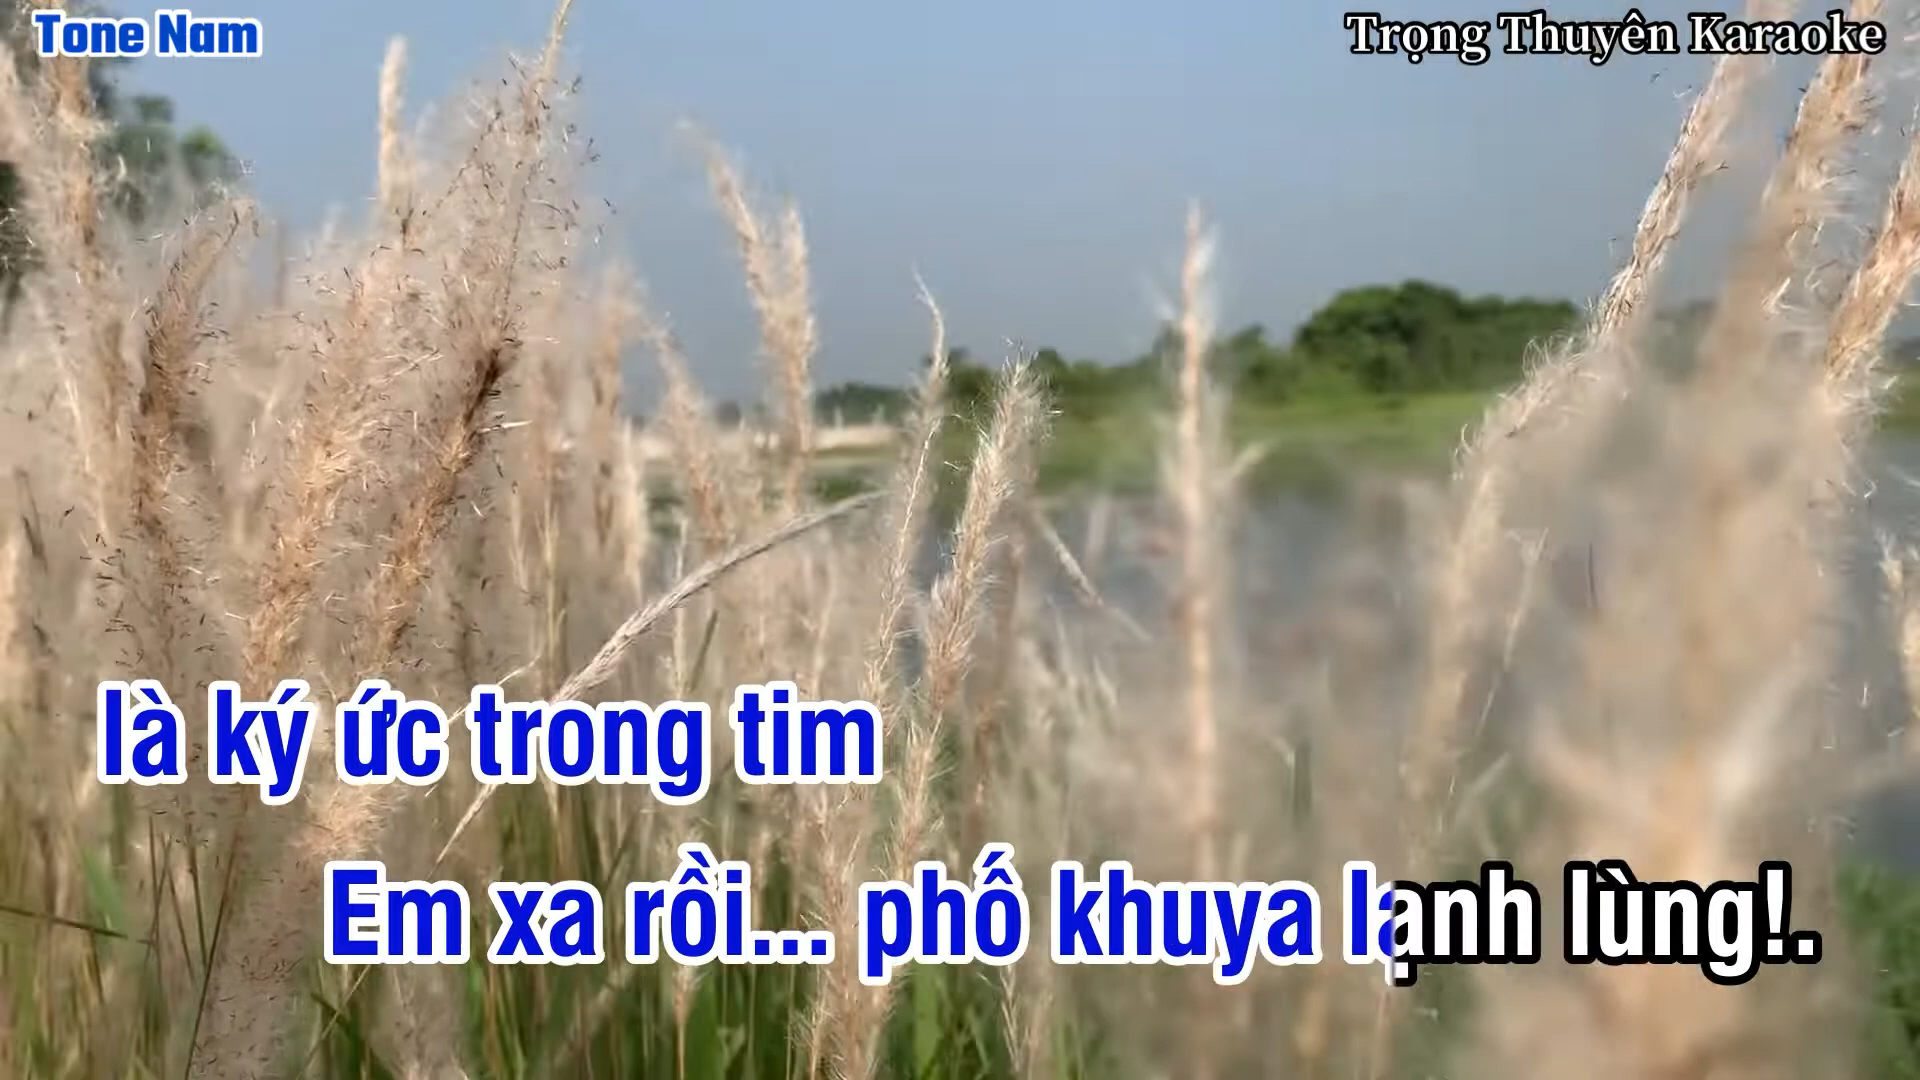 Tone Nam
Trọng Thuyên Karaoke
là ký ức trong tim
Em xa rồi... phố khuya lạnh lùng!.